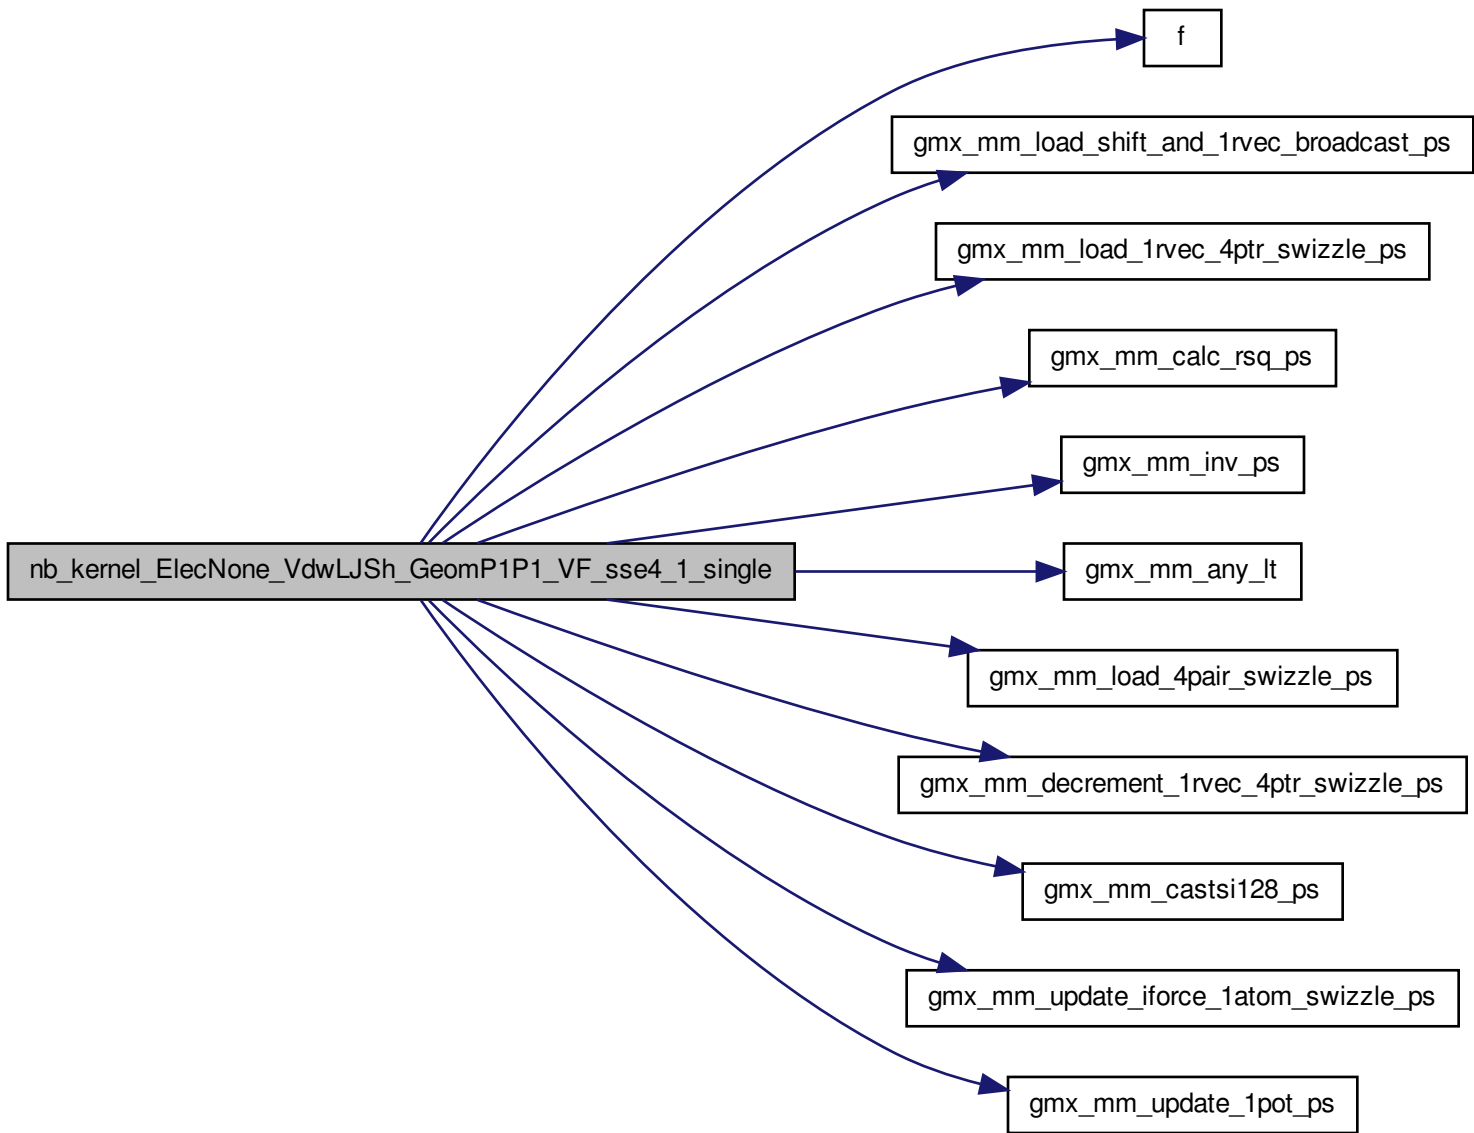 f
gmx_mm_load_shift_and_1rvec_broadcast_ps
gmx_mm_load_1rvec_4ptr_swizzle_ps
gmx_mm_calc_rsq_ps
gmx_mm_inv_ps
nb_kernel_ElecNone_VdwLJSh_GeomP1P1_VF_sse4_1_single
gmx_mm_any_lt
gmx_mm_load_4pair_swizzle_ps
gmx_mm_decrement_1rvec_4ptr_swizzle_ps
gmx_mm_castsi128_ps
gmx_mm_update_iforce_1atom_swizzle_ps
gmx_mm_update_1pot_ps